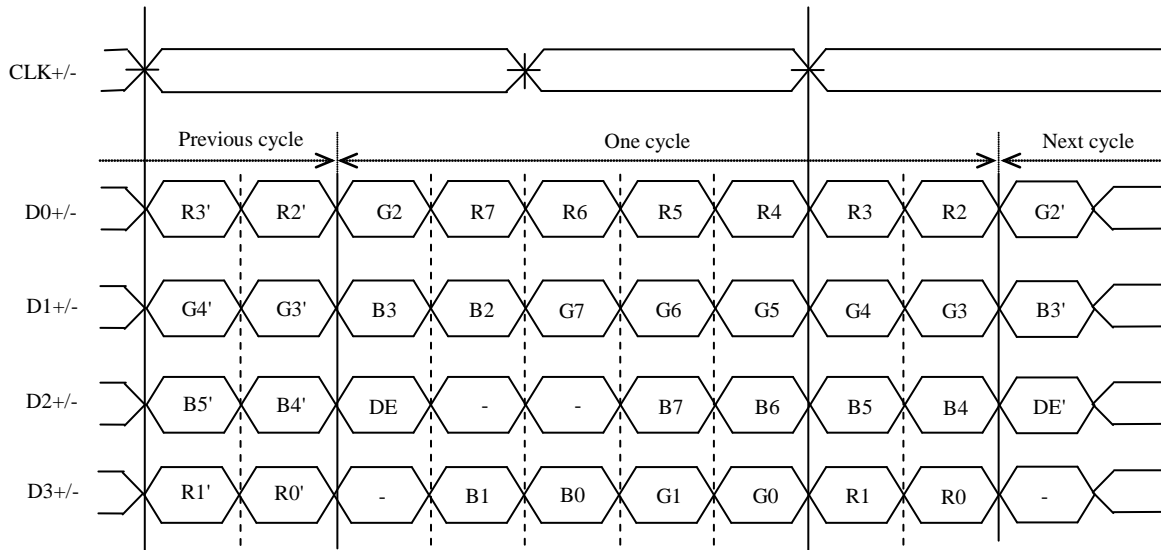 CLK+/-
Previous cycle One cycle Next cycle
D0+/- R3' R2' G2 R7 R6 R5 R4 R3 R2 G2'
D1+/- G4' G3' B3 B2 G7 G6 G5 G4 G3 B3'
D2+/- B5' B4' DE - - B7 B6 B5 B4 DE'
D3+/- R1' R0' - B1 B0 G1 G0 R1 R0 -